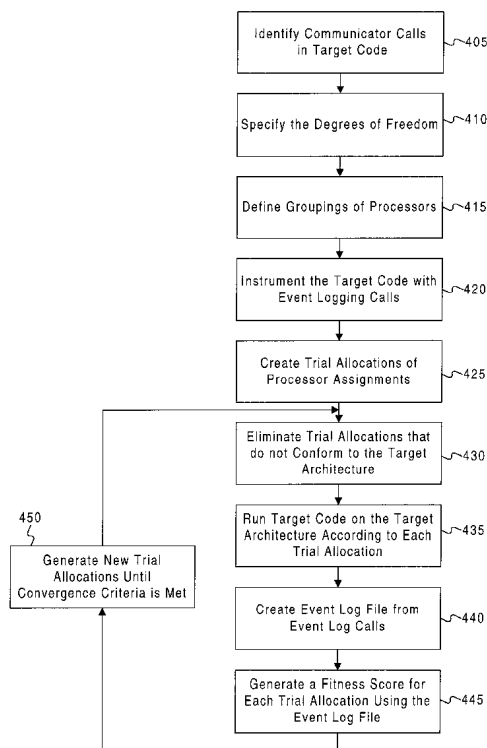 Identify Communicator Calls
in Target Code
405
Specify the Degrees of Freedom
410
Define Groupings of Processors
415
Instrument the Target Code with
Event Logging Calls
420
Create Trial Allocations of
Processor Assignments
425
Eliminate Trial Allocations that
do not Conform to the Target
Architecture
430
Run Target Code on the Target
Architecture According to Each
Trial Allocation
435
Create Event Log File from
Event Log Calls
440
Generate a Fitness Score for
Each Trial Allocation Using the
Event Log File
445
450
Generate New Trial
Allocations Until
Convergence Criteria is Met